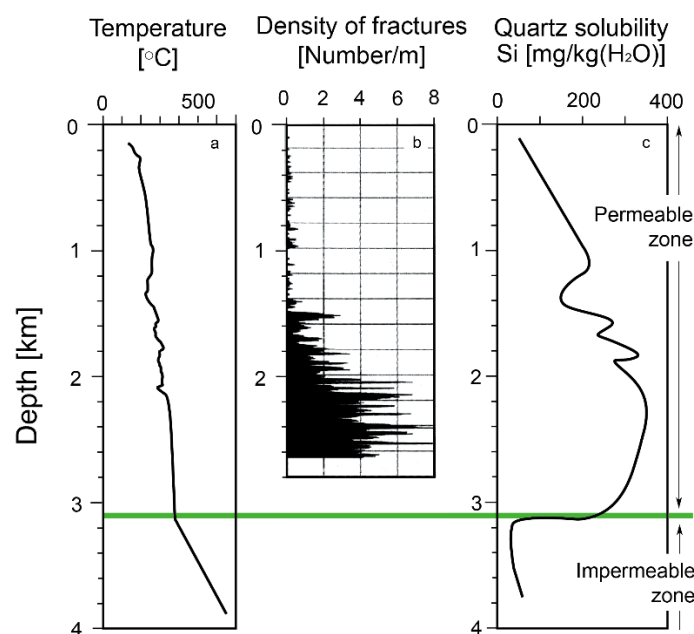 Temperature
[°C]
Density of fractures
[Number/m]
Quartz solubility
Si [mg/kg(H₂O)]
0 500
0 2 4 6 8
0 200 400
a
b
c
0
1
2
3
4
0
1
2
0
1
2
3
4
Depth [km]
Permeable
zone
Impermeable
zone